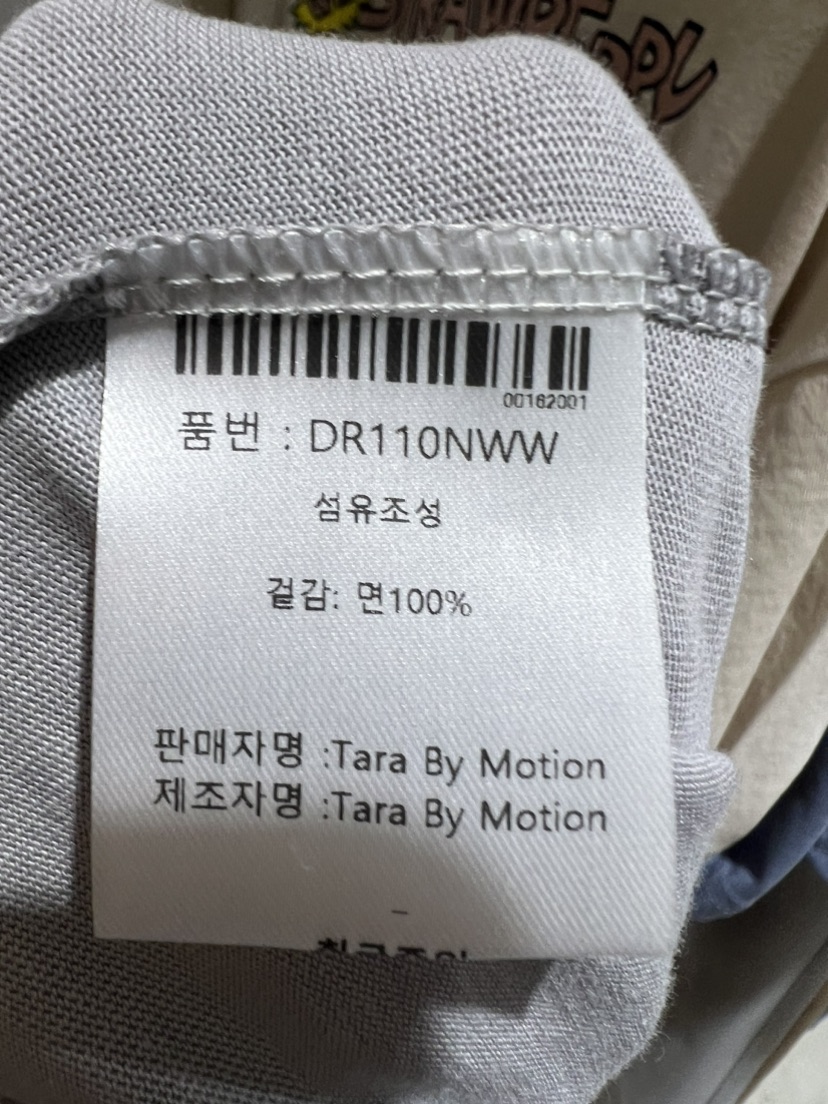 00162001
품번 : DR110NWW
섬유조성
겉감: 면100%
판매자명 :Tara By Motion
제조자명 :Tara By Motion
-